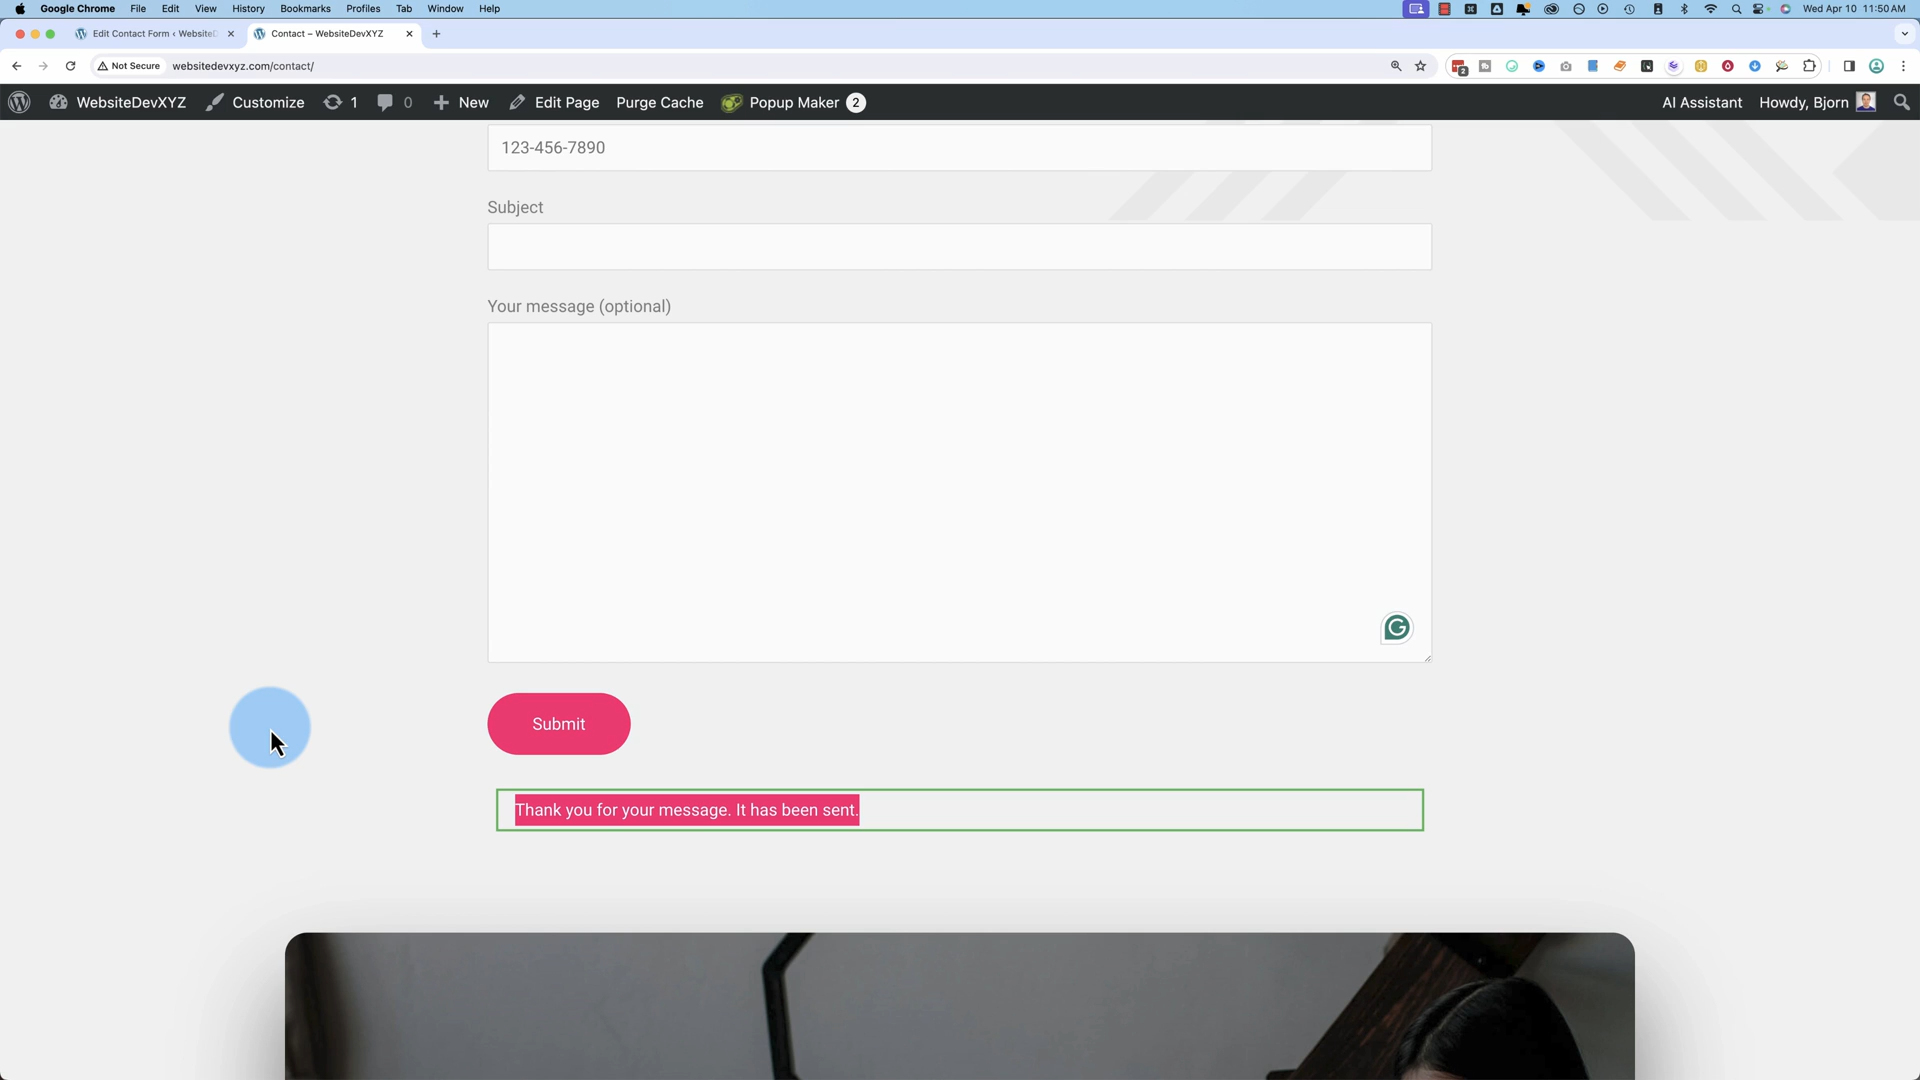 Google Chrome File Edit View History Bookmarks Profiles Tab Window Help Wed Apr 10 11:50 AM
Edit Contact Form ‹ WebsiteD Contact – WebsiteDevXYZ
Not Secure websitedevxyz.com/contact/ 2
WebsiteDevXYZ Customize 1 0 New Edit Page Purge Cache Popup Maker 2 AI Assistant Howdy, Bjorn
123-456-7890
Subject
Your message (optional)
G
Submit
Thank you for your message. It has been sent.